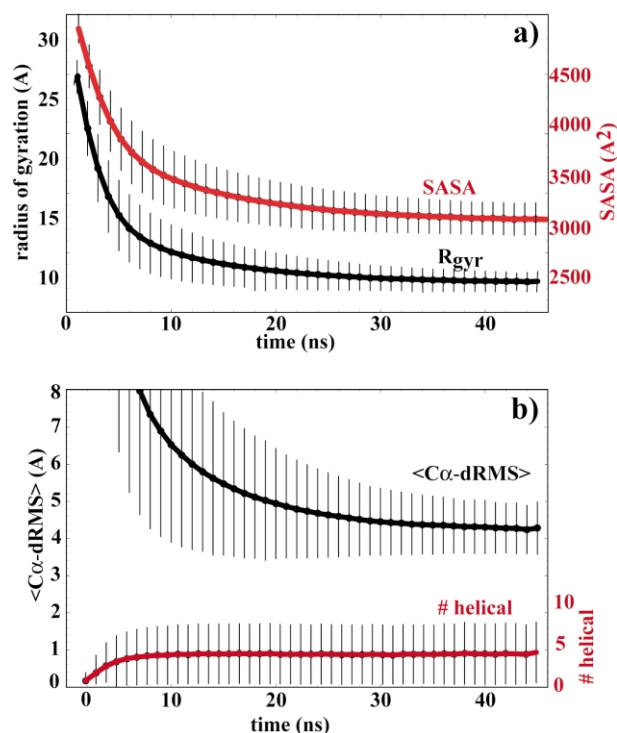 a)
30
25
20
15
10
radius of gyration (A)
4500
4000
3500
3000
2500
SASA (A²)
SASA
Rgyr
0 10 20 30 40
time (ns)
b)
8
7
6
5
4
3
2
1
0
<Cα-dRMS> (A)
<Cα-dRMS>
# helical
10
5
0
# helical
0 10 20 30 40
time (ns)